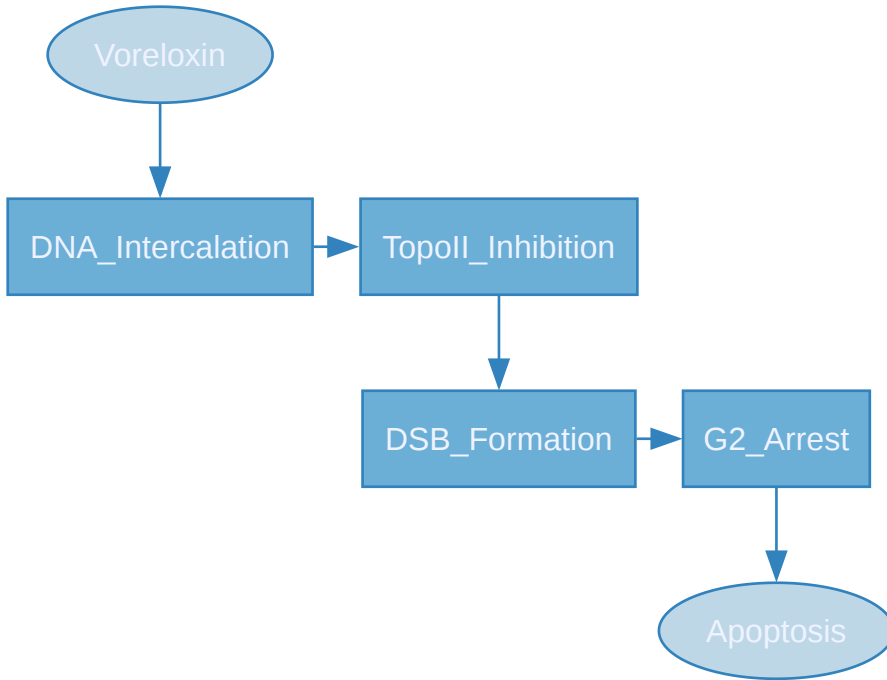 Voreloxin
DNA_Intercalation
TopoII_Inhibition
DSB_Formation
G2_Arrest
Apoptosis